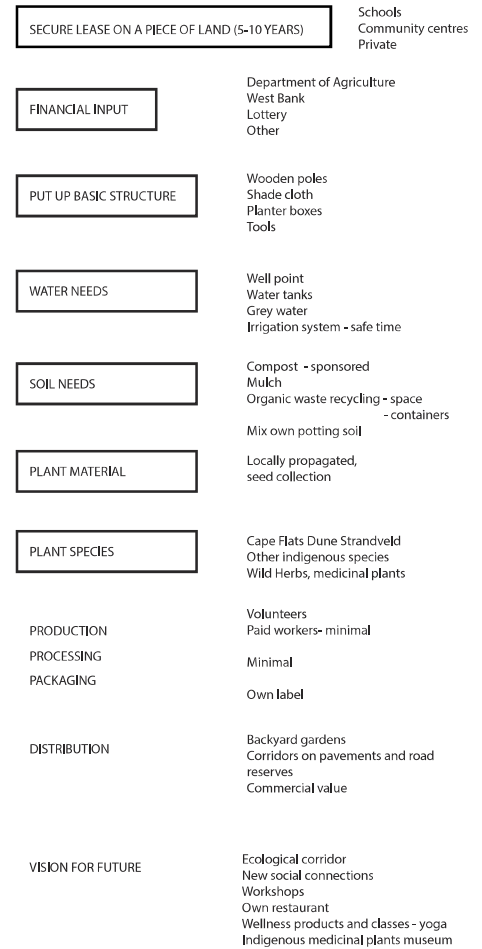 SECURE LEASE ON A PIECE OF LAND (5-10 YEARS)
Schools
Community centres
Private
FINANCIAL INPUT
Department of Agriculture
West Bank
Lottery
Other
PUT UP BASIC STRUCTURE
Wooden poles
Shade cloth
Planter boxes
Tools
WATER NEEDS
Well point
Water tanks
Grey water
Irrigation system - safe time
SOIL NEEDS
Compost - sponsored
Mulch
Organic waste recycling - space
- containers
Mix own potting soil
PLANT MATERIAL
Locally propagated,
seed collection
PLANT SPECIES
Cape Flats Dune Strandveld
Other indigenous species
Wild Herbs, medicinal plants
PRODUCTION
Volunteers
Paid workers- minimal
PROCESSING
Minimal
PACKAGING
Own label
DISTRIBUTION
Backyard gardens
Corridors on pavements and road
reserves
Commercial value
VISION FOR FUTURE
Ecological corridor
New social connections
Workshops
Own restaurant
Wellness products and classes - yoga
Indigenous medicinal plants museum